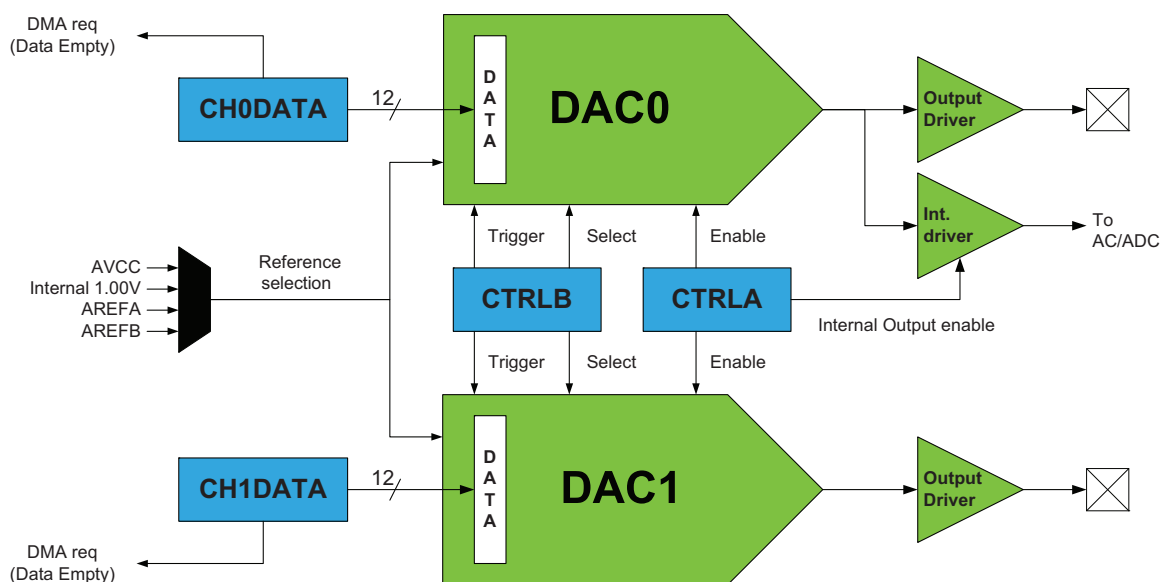 DMA req
(Data Empty)
CH0DATA
12
DATA
DAC0
Output
Driver
Int.
driver
To
AC/ADC
Trigger
Select
Enable
AVCC
Internal 1.00V
AREFA
AREFB
Reference
selection
CTRLB
CTRLA
Internal Output enable
Trigger
Select
Enable
CH1DATA
12
DATA
DAC1
Output
Driver
DMA req
(Data Empty)